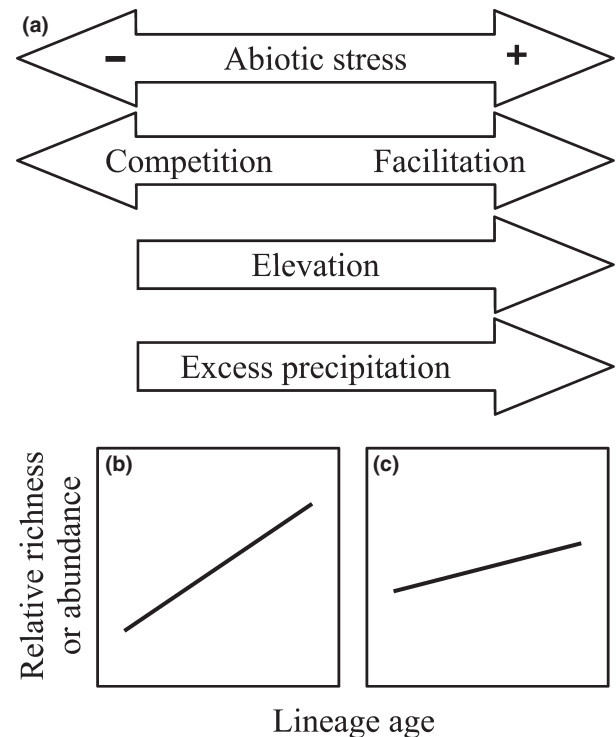 (a)
– Abiotic stress +
Competition Facilitation
Elevation
Excess precipitation
(b)
(c)
Relative richness
or abundance
Lineage age